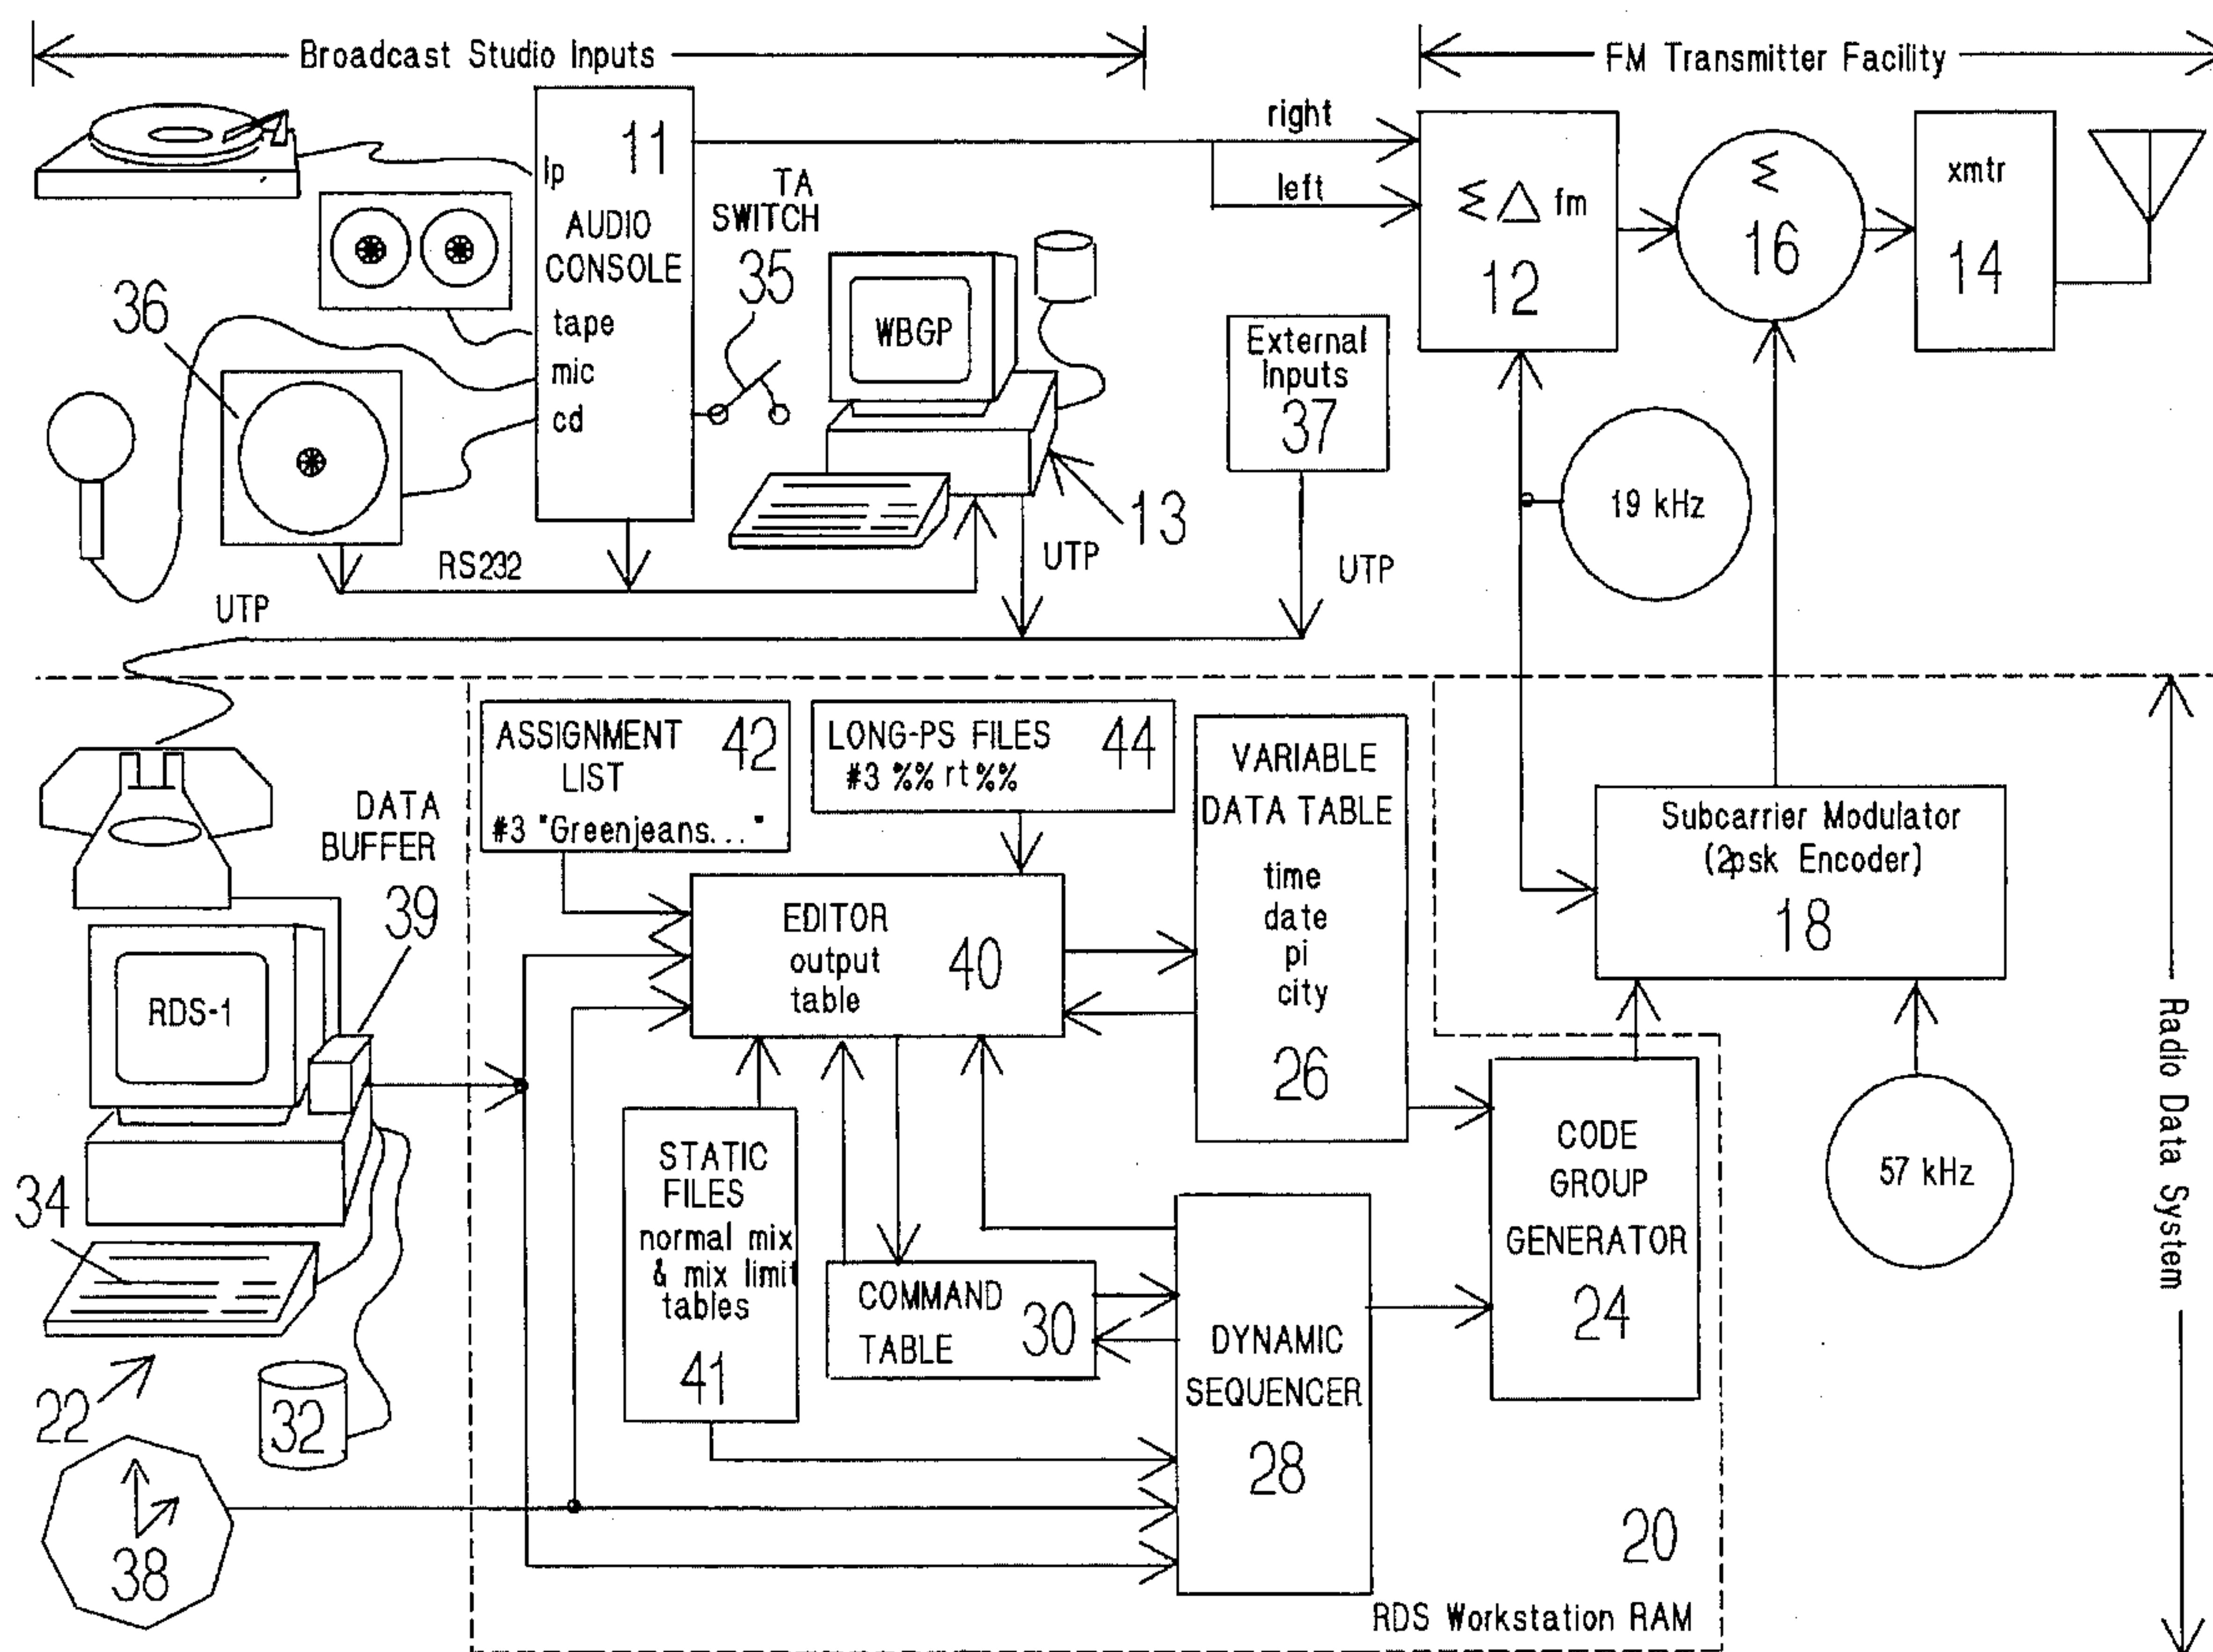 Broadcast Studio Inputs
FM Transmitter Facility
11
lp
AUDIO
CONSOLE
tape
mic
cd
TA
SWITCH
35
36
WBGP
13
RS232
UTP
UTP
UTP
External
Inputs
37
right
left
Σ Δ fm
12
Σ
16
xmtr
14
19 kHz
DATA
BUFFER
39
RDS-1
34
22
32
38
ASSIGNMENT
LIST
42
#3 "Greenjeans..."
LONG-PS FILES
#3 %% rt%%
44
EDITOR
output
table
40
VARIABLE
DATA TABLE
time
date
pi
city
26
STATIC
FILES
normal mix
& mix limit
tables
41
COMMAND
TABLE
30
DYNAMIC
SEQUENCER
28
CODE
GROUP
GENERATOR
24
Subcarrier Modulator
(2psk Encoder)
18
57 kHz
Radio Data System
20
RDS Workstation RAM